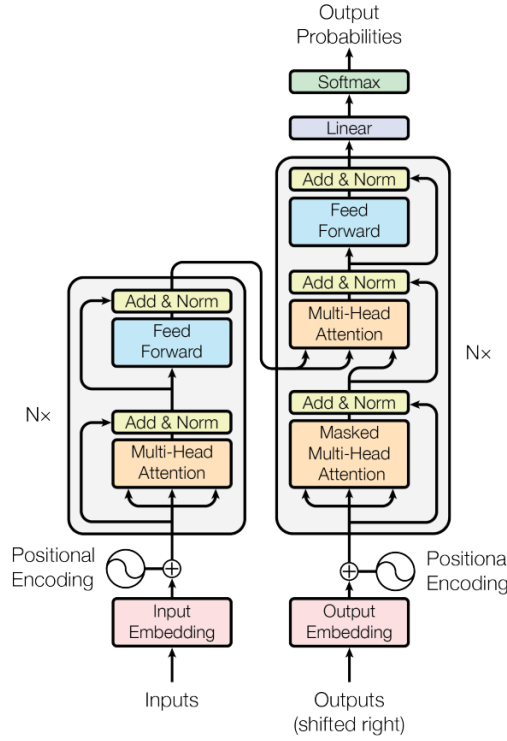 Output
Probabilities
Softmax
Linear
Add & Norm
Feed
Forward
Add & Norm
Multi-Head
Attention
Nx
Add & Norm
Masked
Multi-Head
Attention
Add & Norm
Feed
Forward
Nx
Add & Norm
Multi-Head
Attention
Positional
Encoding
Positional
Encoding
Input
Embedding
Output
Embedding
Inputs
Outputs
(shifted right)